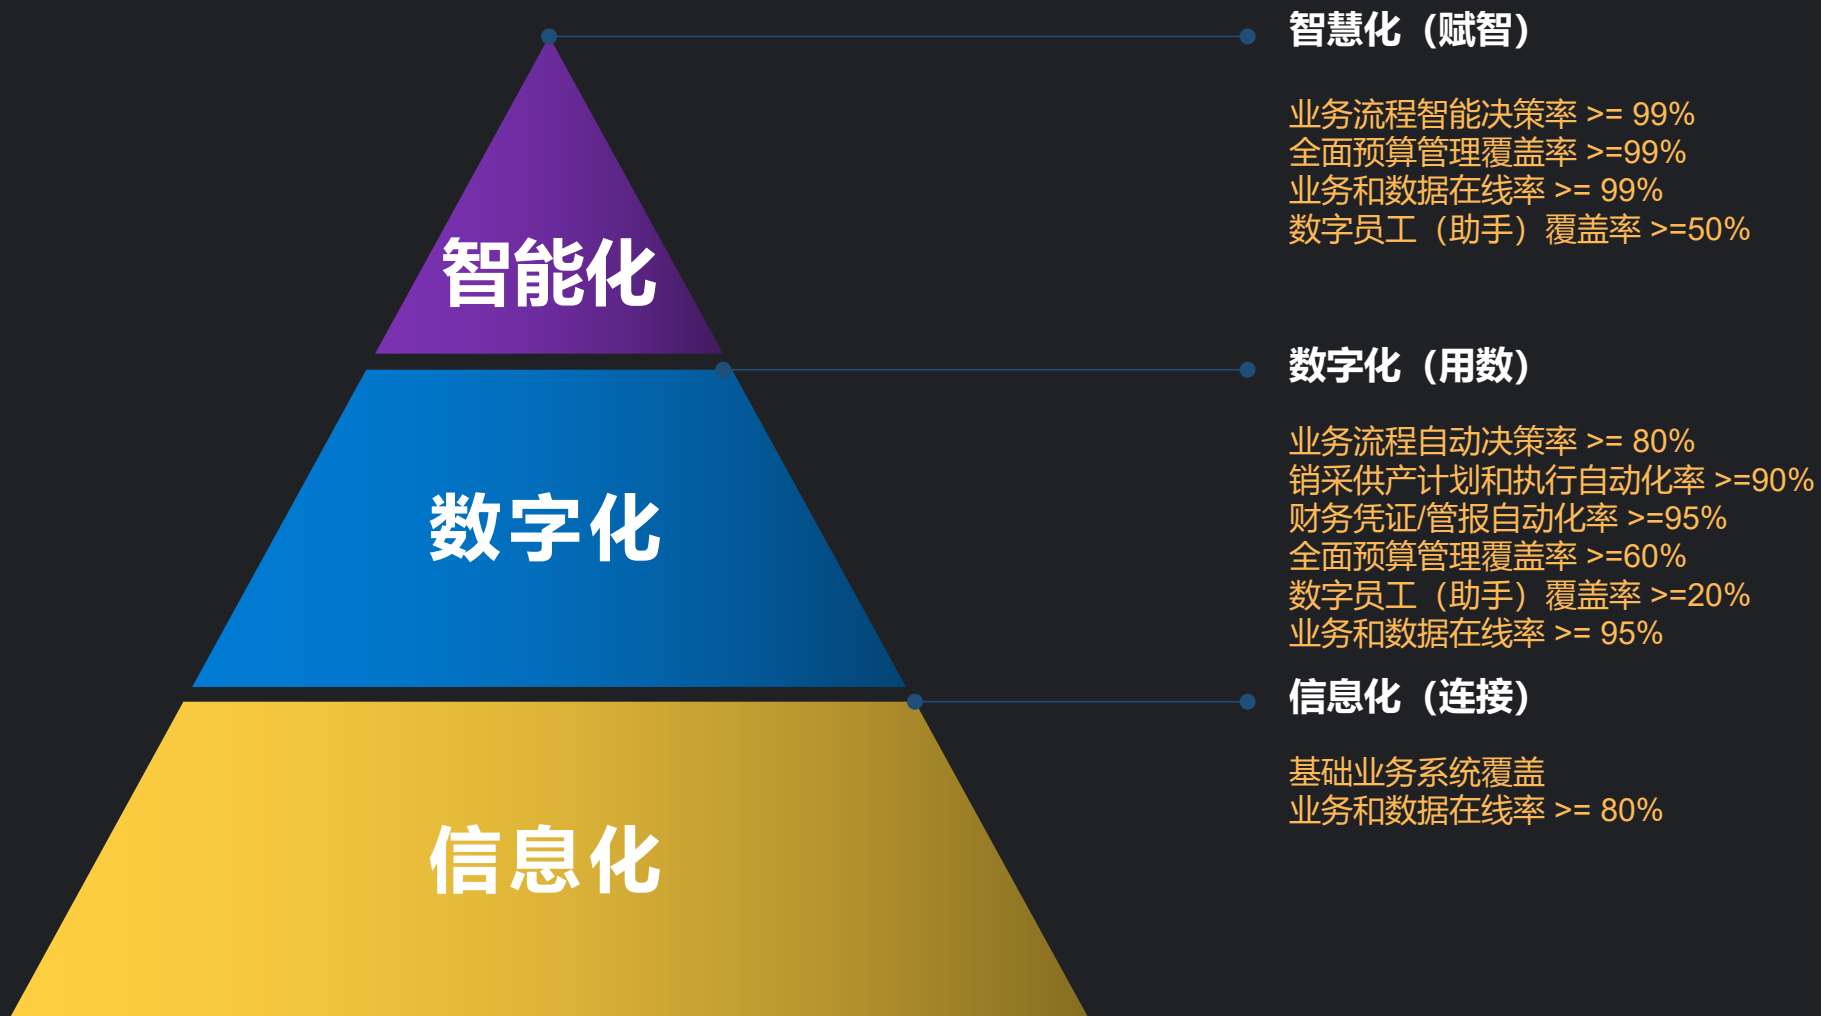 智慧化（赋智）
业务流程智能决策率 >= 99%
全面预算管理覆盖率 >=99%
业务和数据在线率 >= 99%
数字员工（助手）覆盖率 >=50%
智能化
数字化（用数）
业务流程自动决策率 >= 80%
销采供产计划和执行自动化率 >=90%
财务凭证/管报自动化率 >=95%
全面预算管理覆盖率 >=60%
数字员工（助手）覆盖率 >=20%
业务和数据在线率 >= 95%
数字化
信息化（连接）
基础业务系统覆盖
业务和数据在线率 >= 80%
信息化